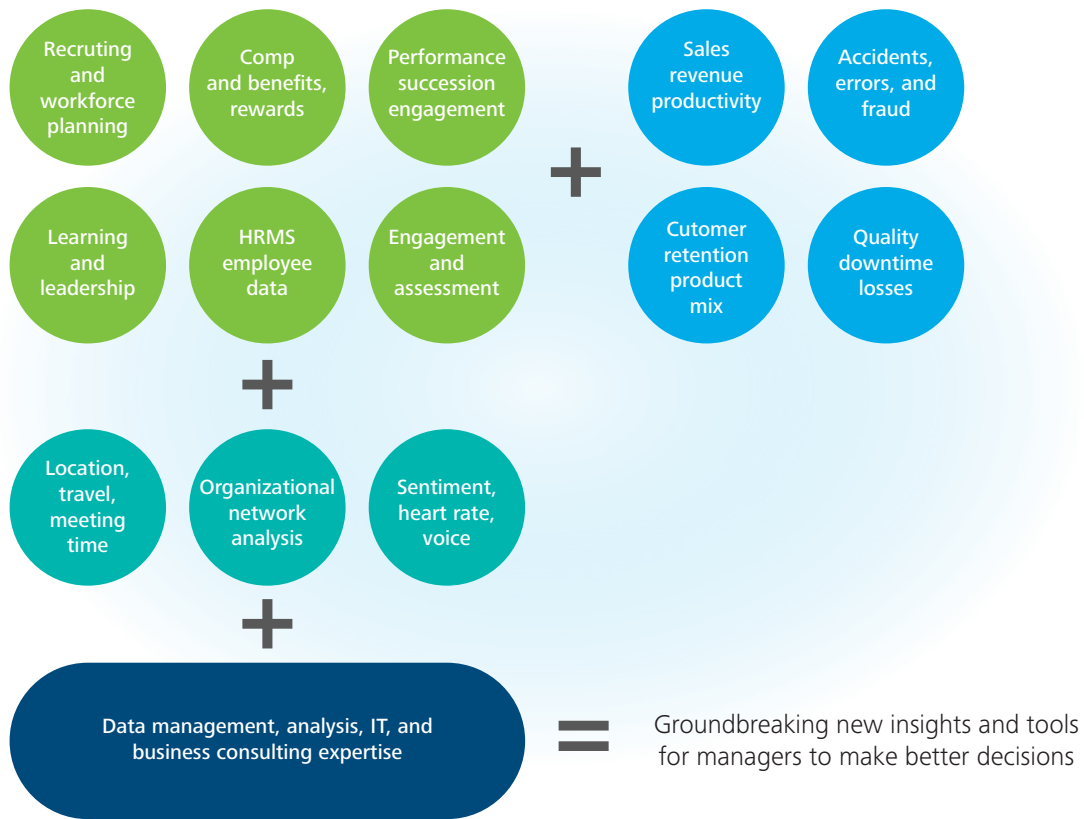 Recruting
and
workforce
planning
Comp
and benefits,
rewards
Performance
succession
engagement
Sales
revenue
productivity
Accidents,
errors, and
fraud
+
Learning
and
leadership
HRMS
employee
data
Engagement
and
assessment
Cutomer
retention
product
mix
Quality
downtime
losses
+
Location,
travel,
meeting
time
Organizational
network
analysis
Sentiment,
heart rate,
voice
+
Data management, analysis, IT, and
business consulting expertise
=
Groundbreaking new insights and tools
for managers to make better decisions